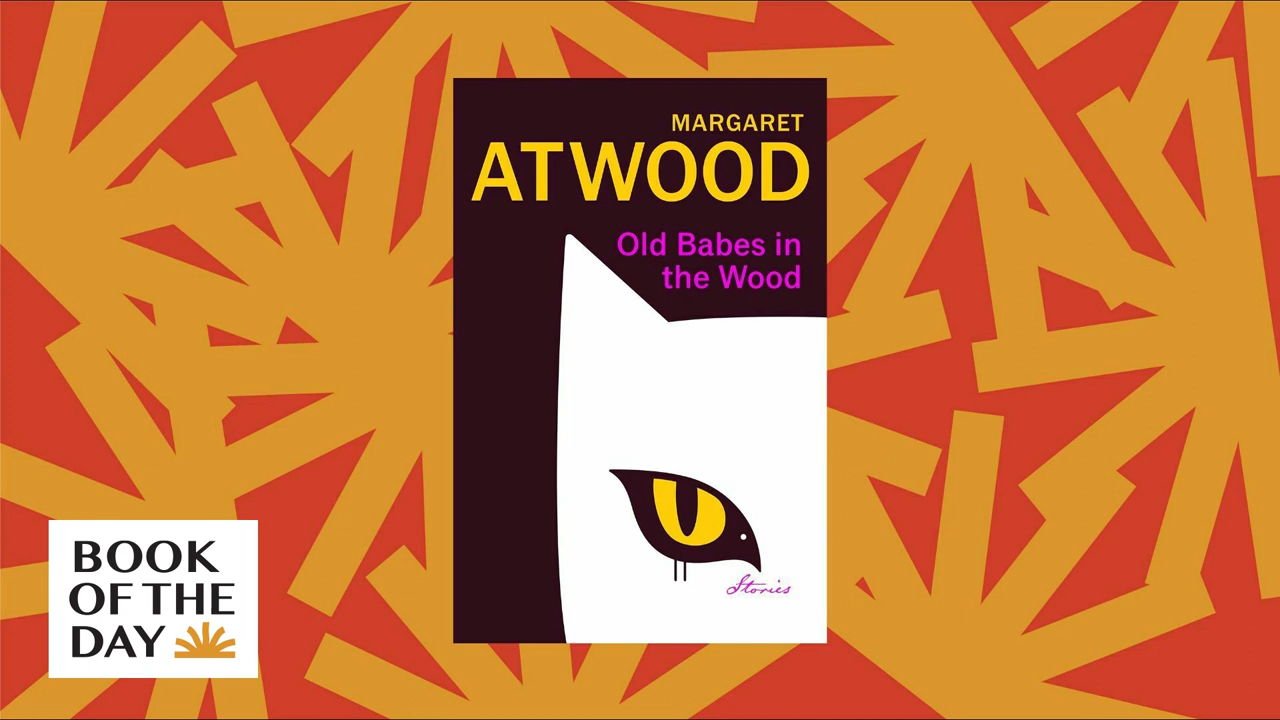 MARGARET
ATWOOD
Old Babes in
the Wood
Stories
BOOK
OF THE
DAY